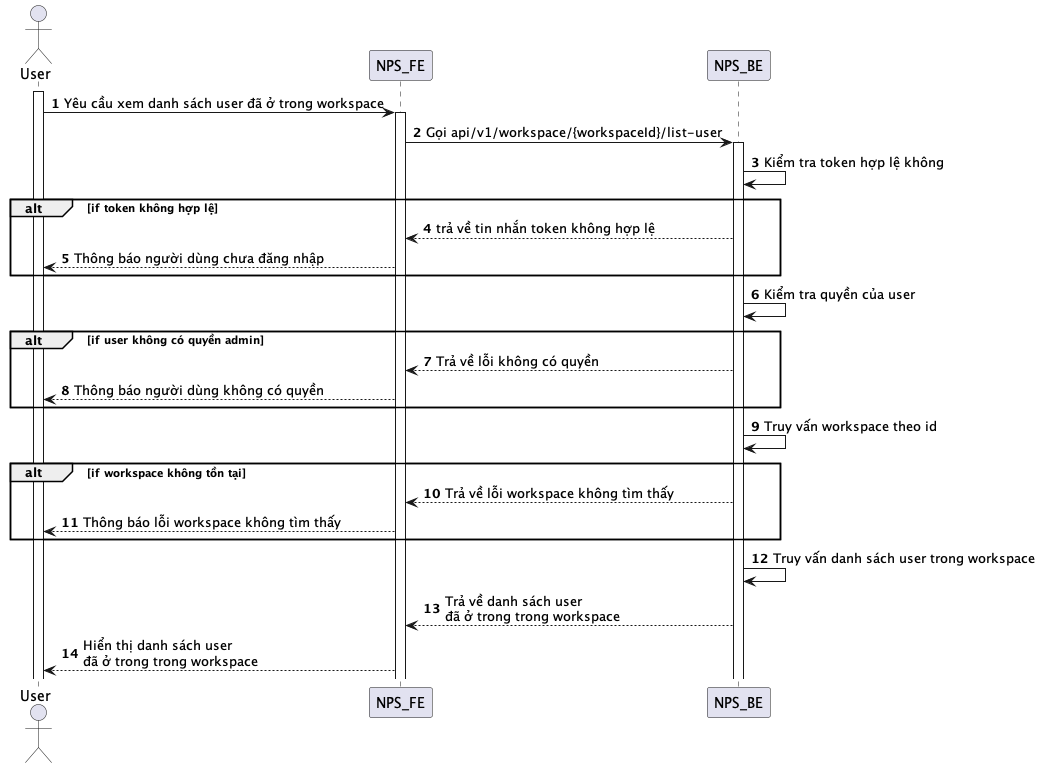 User
NPS_FE
NPS_BE
1 Yêu cầu xem danh sách user đã ở trong workspace
2 Gọi api/v1/workspace/{workspaceId}/list-user
3 Kiểm tra token hợp lệ không
alt [if token không hợp lệ]
4 trả về tin nhắn token không hợp lệ
5 Thông báo người dùng chưa đăng nhập
6 Kiểm tra quyền của user
alt [if user không có quyền admin]
7 Trả về lỗi không có quyền
8 Thông báo người dùng không có quyền
9 Truy vấn workspace theo id
alt [if workspace không tồn tại]
10 Trả về lỗi workspace không tìm thấy
11 Thông báo lỗi workspace không tìm thấy
12 Truy vấn danh sách user trong workspace
13 Trả về danh sách user
đã ở trong trong workspace
14 Hiển thị danh sách user
đã ở trong trong workspace
User
NPS_FE
NPS_BE